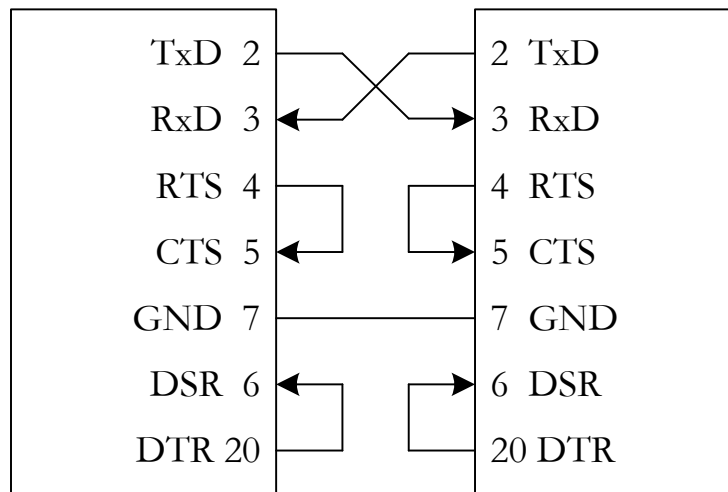 TxD 2 2 TxD
RxD 3 3 RxD
RTS 4 4 RTS
CTS 5 5 CTS
GND 7 7 GND
DSR 6 6 DSR
DTR 20 20 DTR